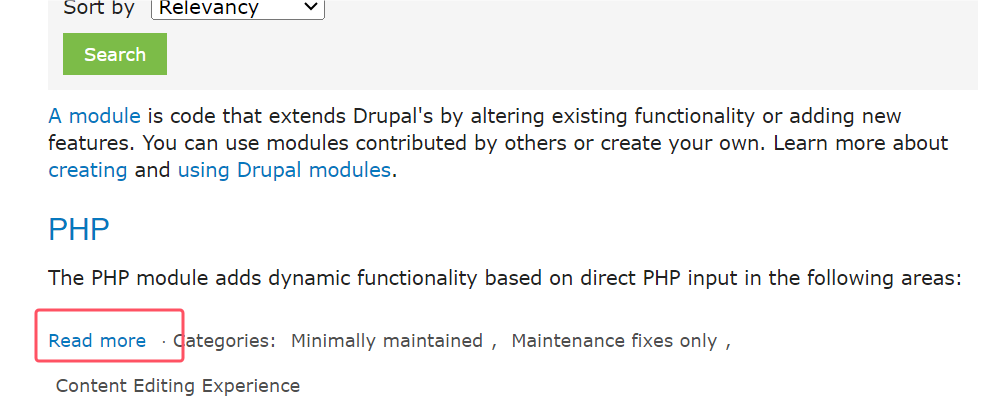 Sort by Relevancy
Search
A module is code that extends Drupal's by altering existing functionality or adding new
features. You can use modules contributed by others or create your own. Learn more about
creating and using Drupal modules.
PHP
The PHP module adds dynamic functionality based on direct PHP input in the following areas:
Read more · Categories: Minimally maintained , Maintenance fixes only ,
Content Editing Experience